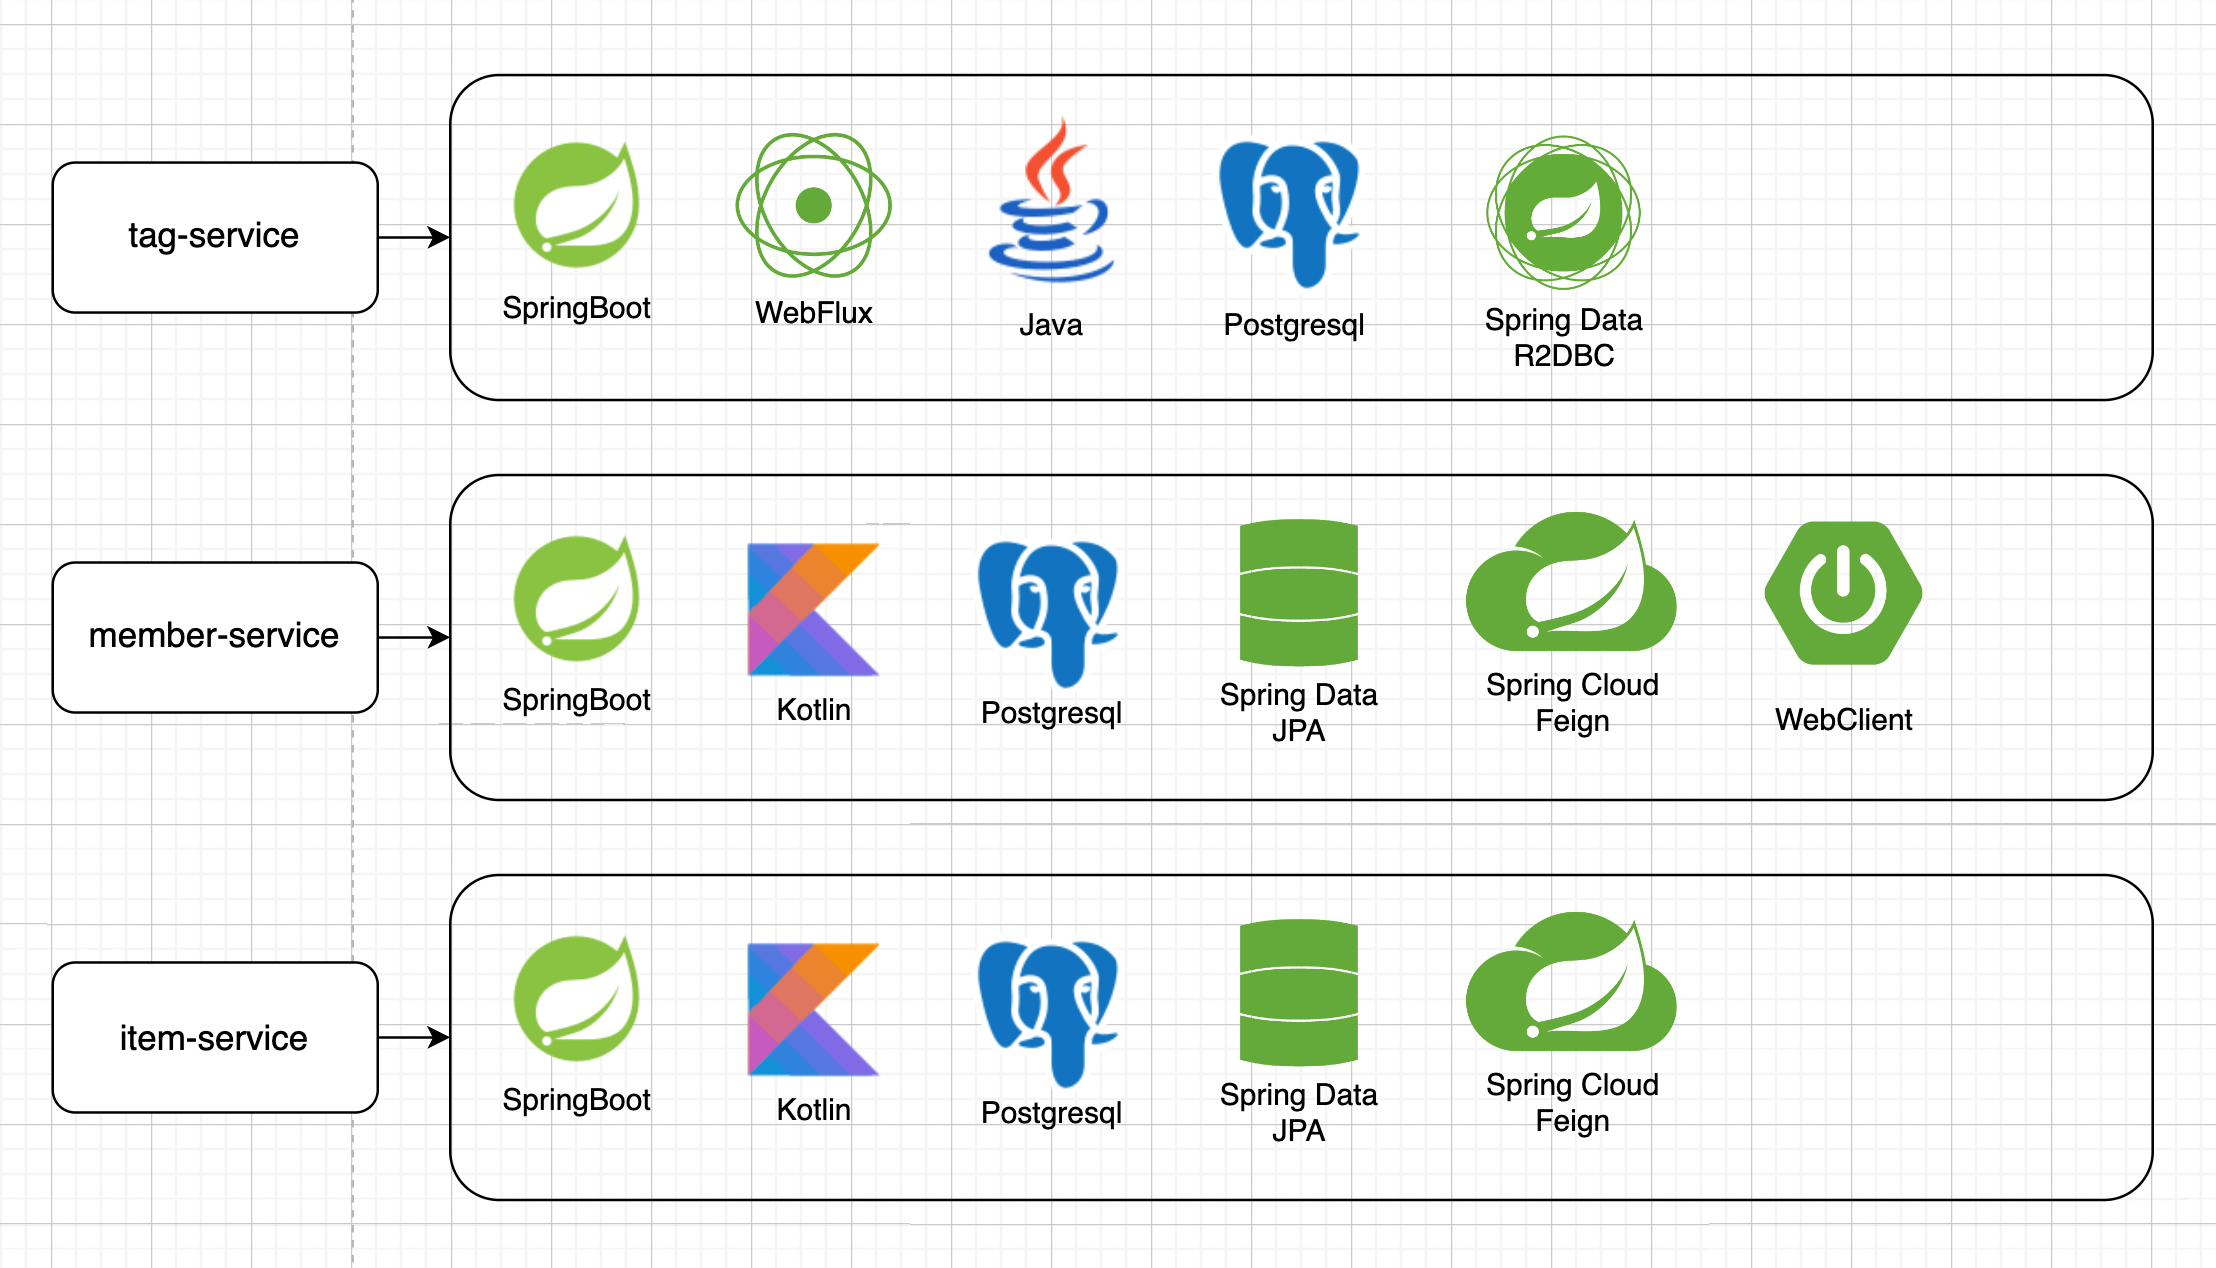 tag-service
SpringBoot
WebFlux
Java
Postgresql
Spring Data
R2DBC
member-service
SpringBoot
Kotlin
Postgresql
Spring Data
JPA
Spring Cloud
Feign
WebClient
item-service
SpringBoot
Kotlin
Postgresql
Spring Data
JPA
Spring Cloud
Feign